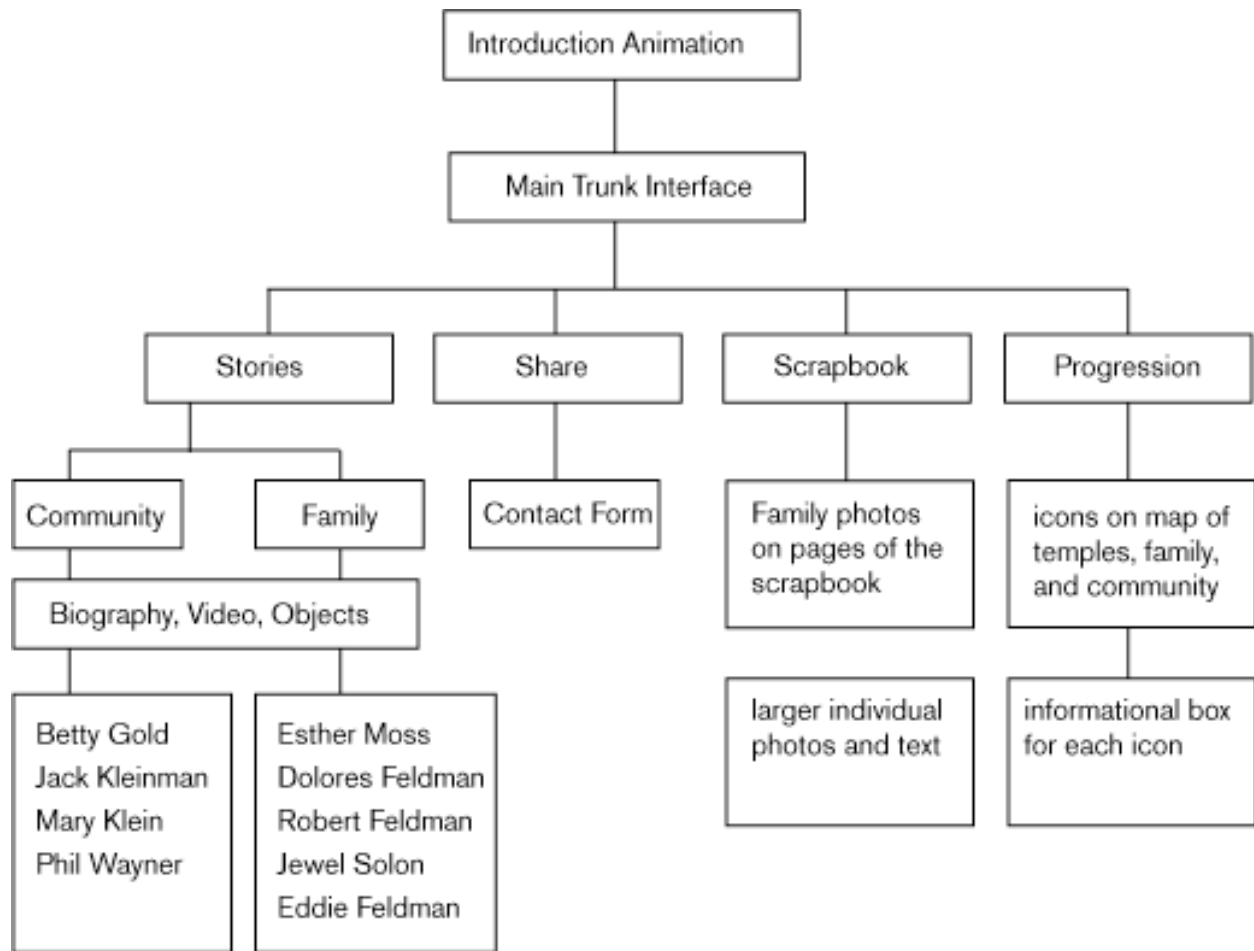 Introduction Animation
Main Trunk Interface
Stories
Share
Scrapbook
Progression
Community
Family
Contact Form
Family photos
on pages of the
scrapbook
icons on map of
temples, family,
and community
Biography, Video, Objects
Betty Gold
Jack Kleinman
Mary Klein
Phil Wayner
Esther Moss
Dolores Feldman
Robert Feldman
Jewel Solon
Eddie Feldman
larger individual
photos and text
informational box
for each icon